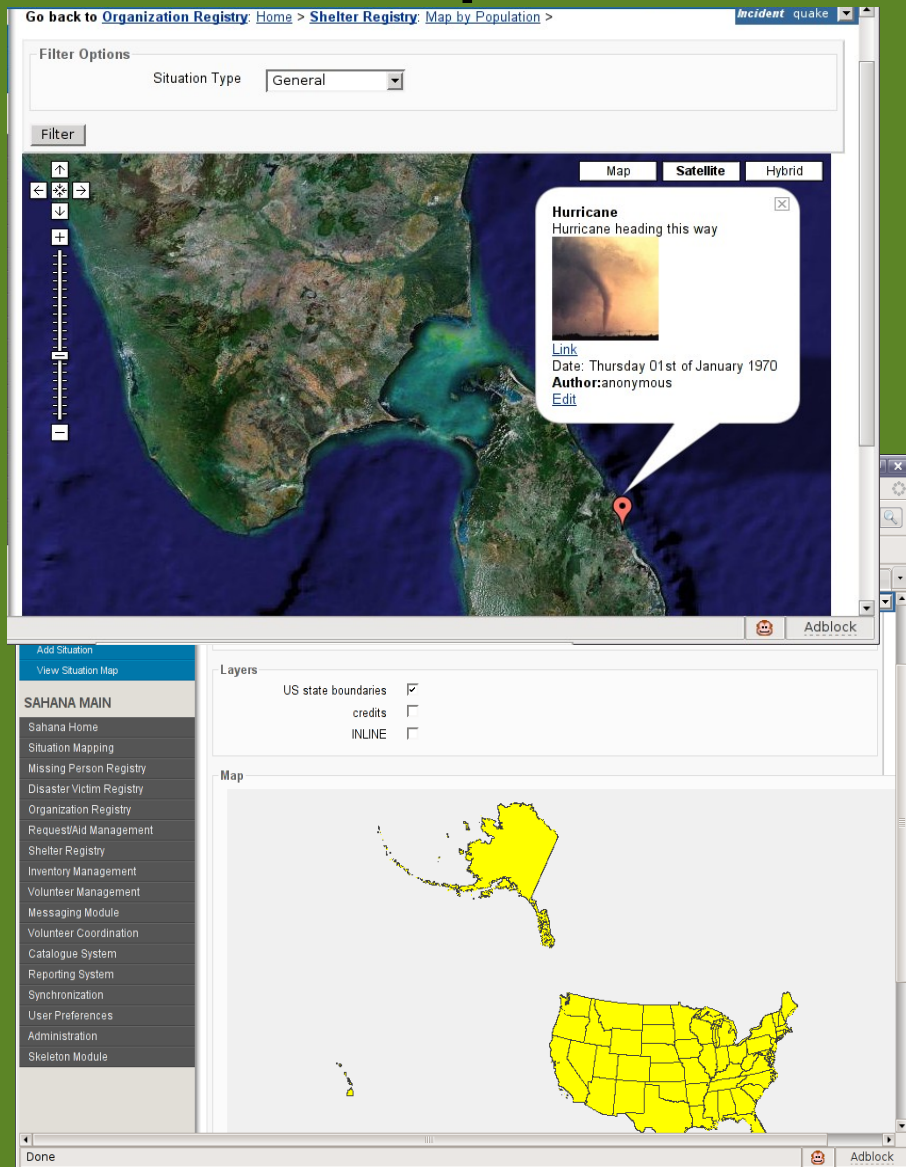 Go back to Organization Registry: Home > Shelter Registry: Map by Population >
Incident quake
Filter Options
Situation Type General
Filter
Map Satellite Hybrid
Hurricane
Hurricane heading this way
Link
Date: Thursday 01st of January 1970
Author:anonymous
Edit
Adblock
Add Situation
View Situation Map
SAHANA MAIN
Sahana Home
Situation Mapping
Missing Person Registry
Disaster Victim Registry
Organization Registry
Request/Aid Management
Shelter Registry
Inventory Management
Volunteer Management
Messaging Module
Volunteer Coordination
Catalogue System
Reporting System
Synchronization
User Preferences
Administration
Skeleton Module
Layers
US state boundaries
credits
INLINE
Map
Done
Adblock